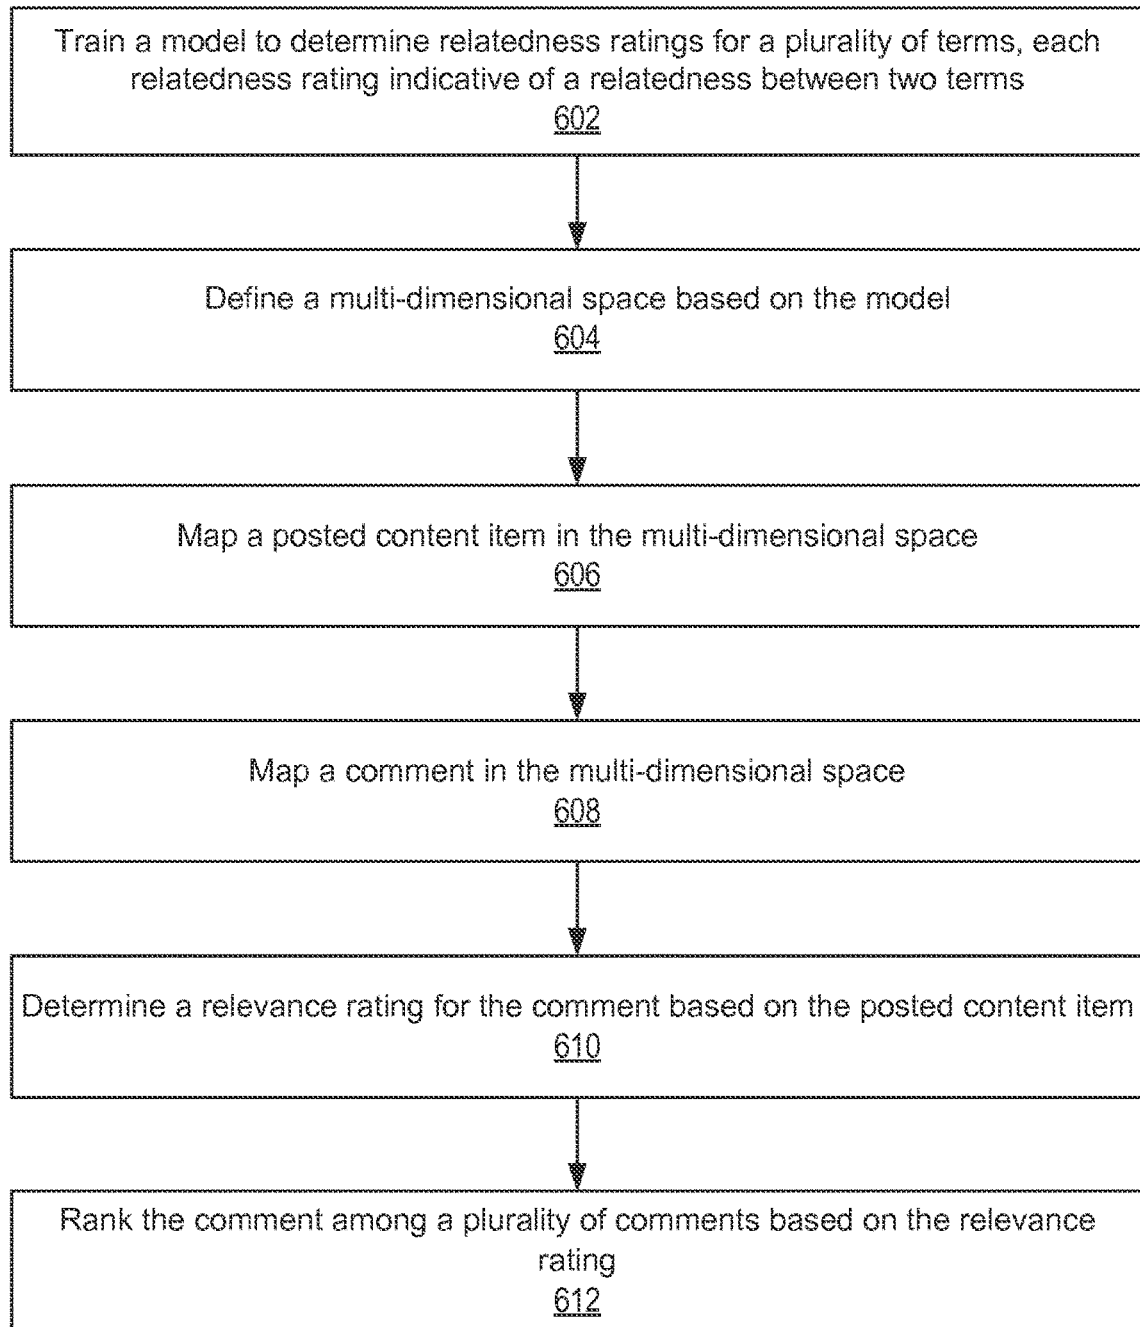 Train a model to determine relatedness ratings for a plurality of terms, each
relatedness rating indicative of a relatedness between two terms
602
Define a multi-dimensional space based on the model
604
Map a posted content item in the multi-dimensional space
606
Map a comment in the multi-dimensional space
608
Determine a relevance rating for the comment based on the posted content item
610
Rank the comment among a plurality of comments based on the relevance
rating
612